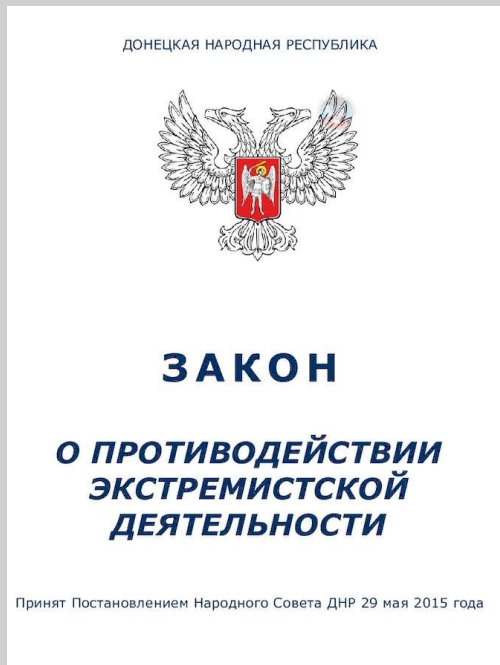 ДОНЕЦКАЯ НАРОДНАЯ РЕСПУБЛИКА
ЗАКОН
О ПРОТИВОДЕЙСТВИИ
ЭКСТРЕМИСТСКОЙ
ДЕЯТЕЛЬНОСТИ
Принят Постановлением Народного Совета ДНР 29 мая 2015 года